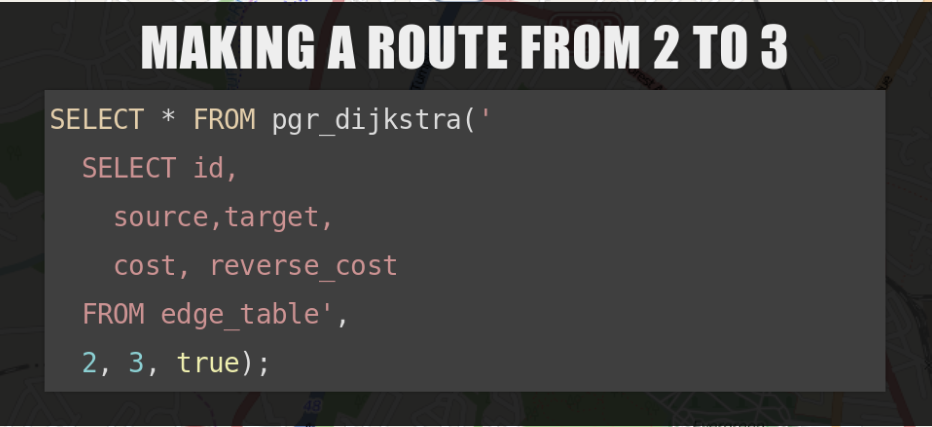 MAKING A ROUTE FROM 2 TO 3
SELECT * FROM pgr_dijkstra('
SELECT id,
source,target,
cost, reverse_cost
FROM edge_table',
2, 3, true);
48